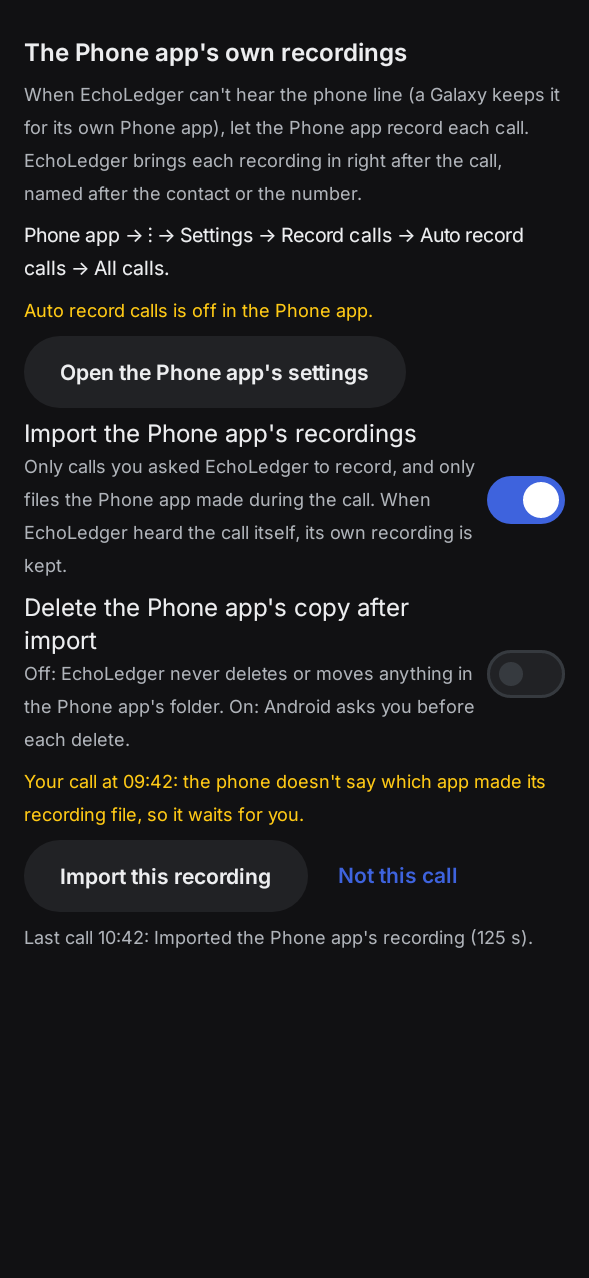 The Phone app's own recordings
When EchoLedger can't hear the phone line (a Galaxy keeps it
for its own Phone app), let the Phone app record each call.
EchoLedger brings each recording in right after the call,
named after the contact or the number.
Phone app → ⋮ → Settings → Record calls → Auto record
calls → All calls.
Auto record calls is off in the Phone app.
Open the Phone app's settings
Import the Phone app's recordings
Only calls you asked EchoLedger to record, and only
files the Phone app made during the call. When
EchoLedger heard the call itself, its own recording is
kept.
Delete the Phone app's copy after
import
Off: EchoLedger never deletes or moves anything in
the Phone app's folder. On: Android asks you before
each delete.
Your call at 09:42: the phone doesn't say which app made its
recording file, so it waits for you.
Import this recording
Not this call
Last call 10:42: Imported the Phone app's recording (125 s).